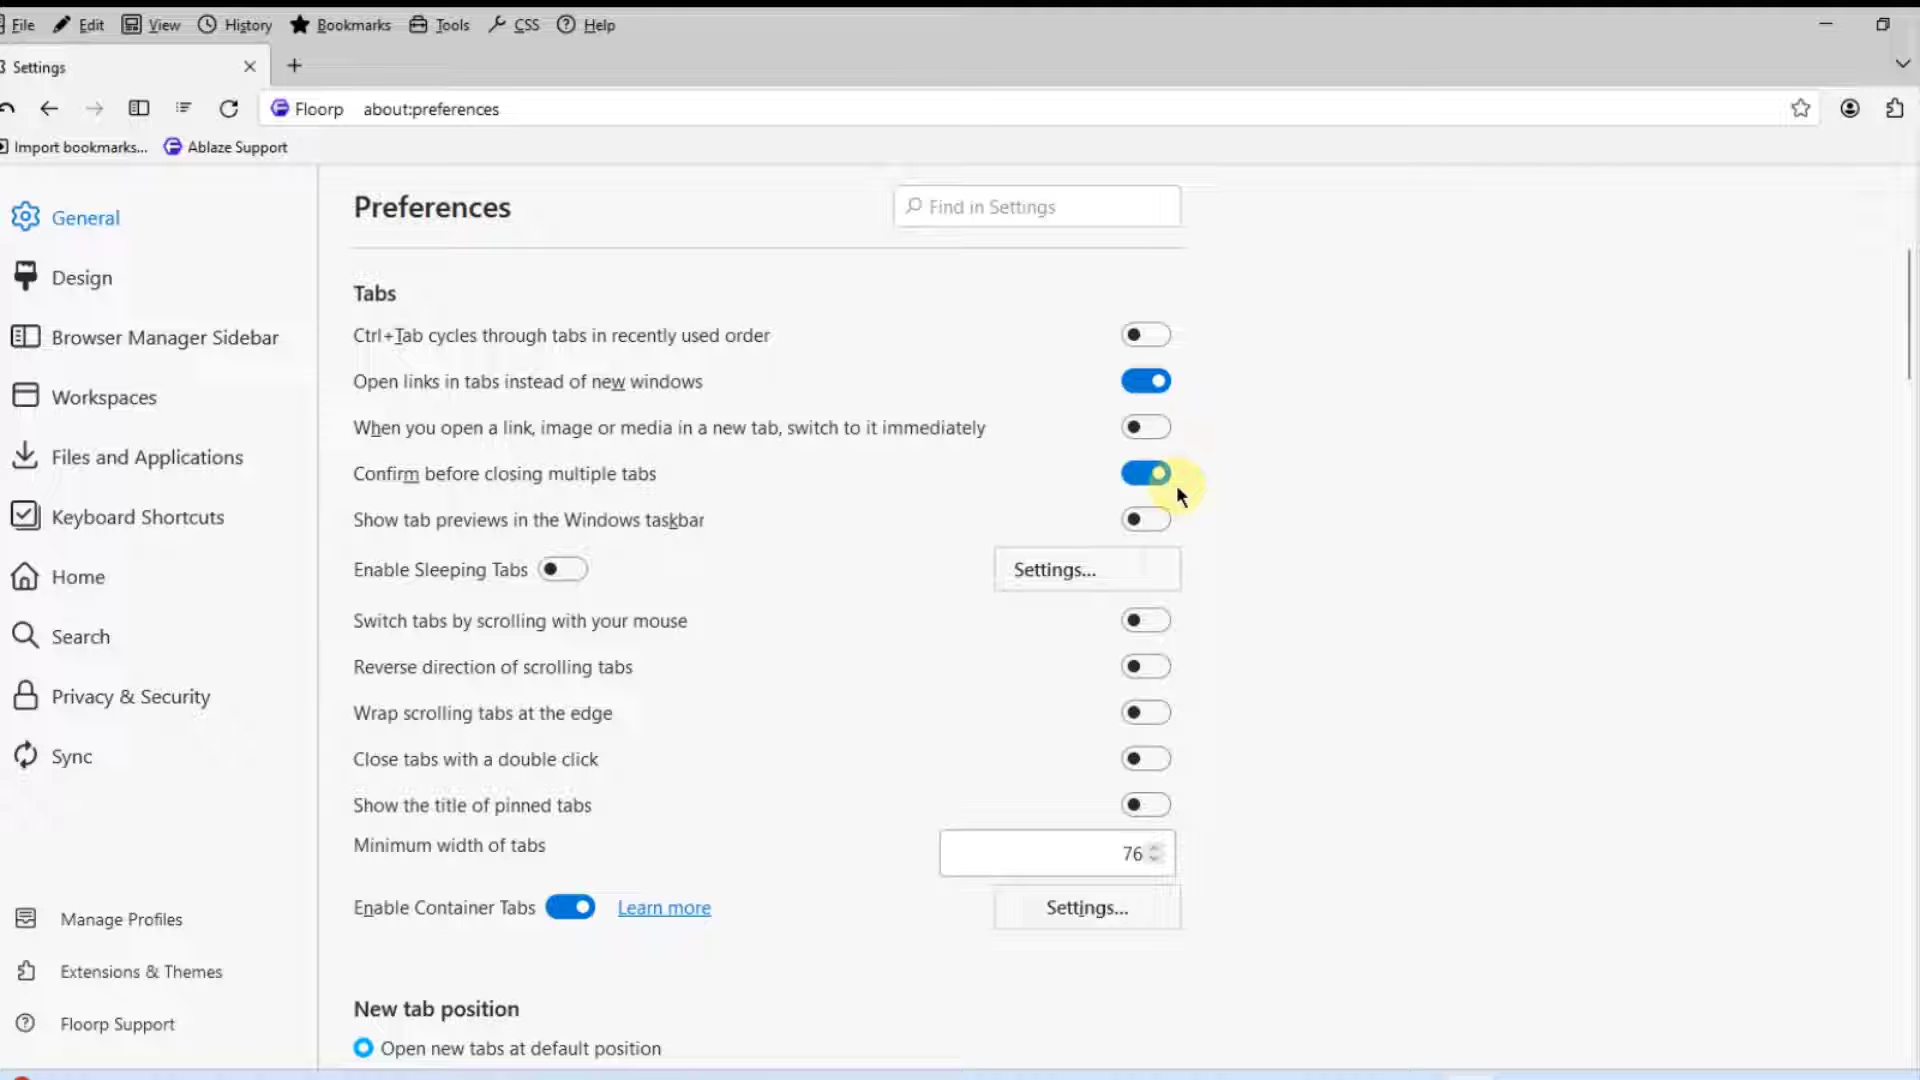 File Edit View History Bookmarks Tools CSS Help
Settings
Floorp about:preferences
Import bookmarks... Ablaze Support
General
Design
Browser Manager Sidebar
Workspaces
Files and Applications
Keyboard Shortcuts
Home
Search
Privacy & Security
Sync
Manage Profiles
Extensions & Themes
Floorp Support
Preferences
Find in Settings
Tabs
Ctrl+Tab cycles through tabs in recently used order
Open links in tabs instead of new windows
When you open a link, image or media in a new tab, switch to it immediately
Confirm before closing multiple tabs
Show tab previews in the Windows taskbar
Enable Sleeping Tabs Settings...
Switch tabs by scrolling with your mouse
Reverse direction of scrolling tabs
Wrap scrolling tabs at the edge
Close tabs with a double click
Show the title of pinned tabs
Minimum width of tabs 76
Enable Container Tabs Learn more Settings...
New tab position
Open new tabs at default position